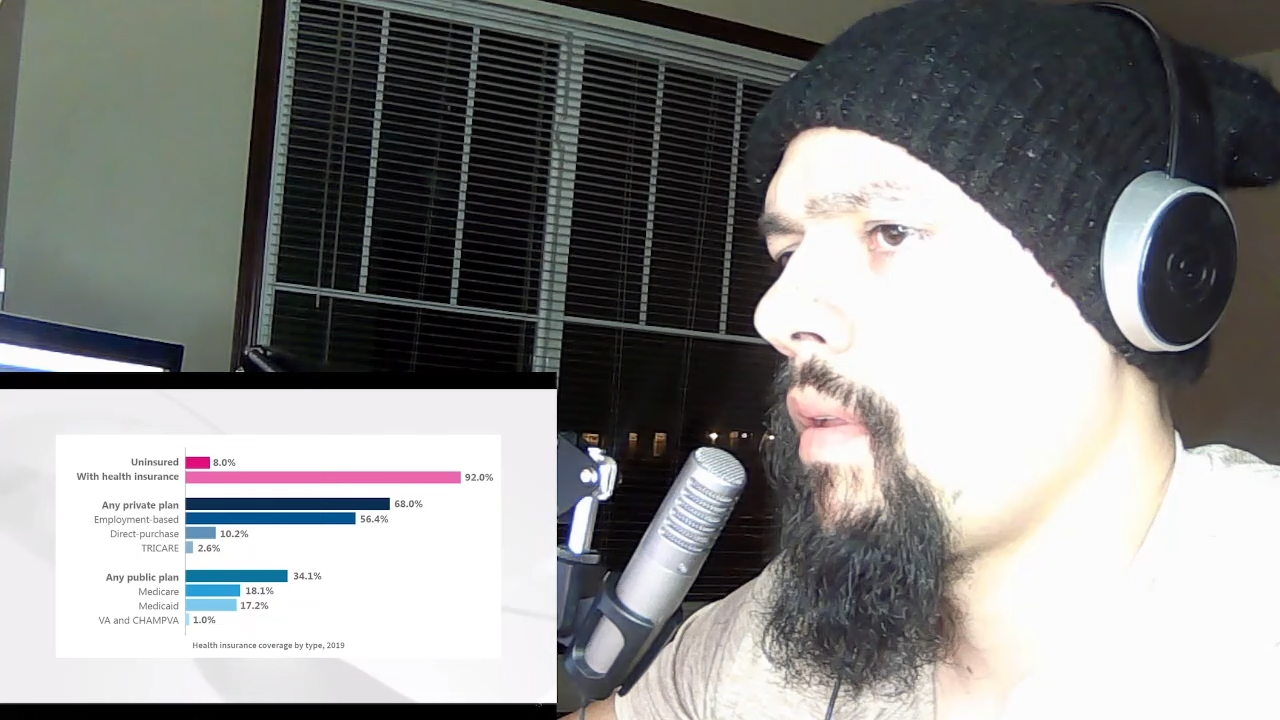 Uninsured 8.0%
With health insurance 92.0%
Any private plan 68.0%
Employment-based 56.4%
Direct-purchase 10.2%
TRICARE 2.6%
Any public plan 34.1%
Medicare 18.1%
Medicaid 17.2%
VA and CHAMPVA 1.0%
Health insurance coverage by type, 2019